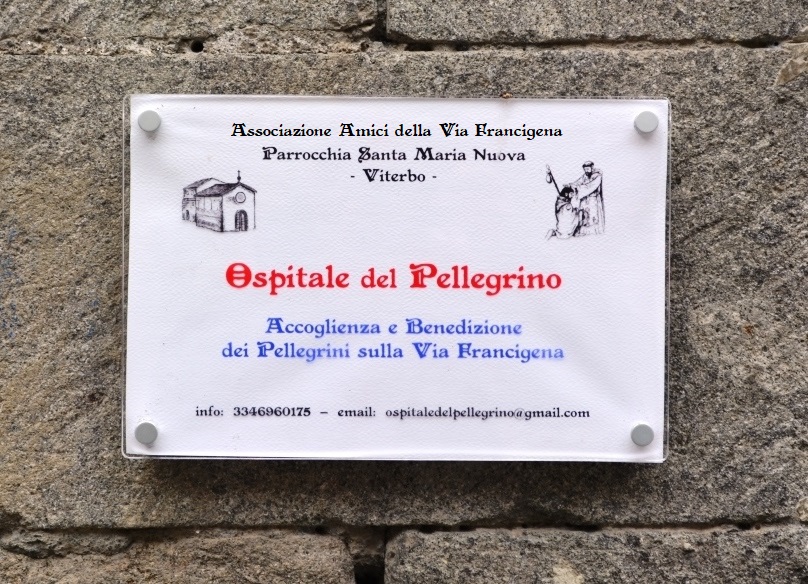 Associazione Amici della Via Francigena
Parrocchia Santa Maria Nuova
- Viterbo -
Ospitale del Pellegrino
Accoglienza e Benedizione
dei Pellegrini sulla Via Francigena
info: 3346960175 – email: ospitaledelpellegrino@gmail.com